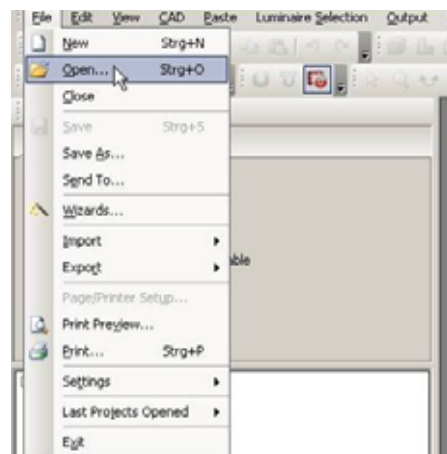 File Edit View CAD Paste Luminaire Selection Output
New Strg+N
Open... Strg+O
Close
Save Strg+S
Save As...
Send To...
Wizards...
Import
Export
able
Page/Printer Setup...
Print Preview...
Print... Strg+P
Settings
Last Projects Opened
Exit